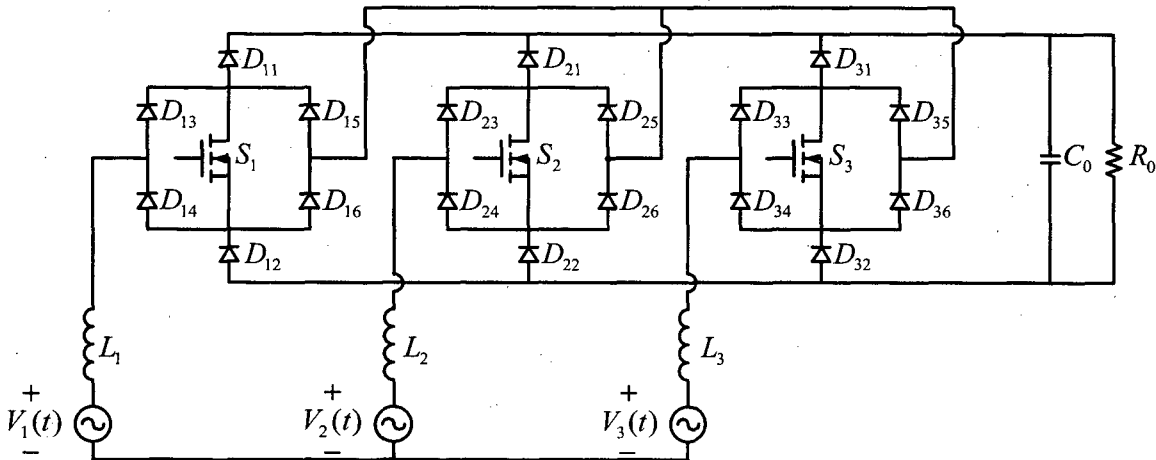 D₁₁
D₂₁
D₃₁
D₁₃
D₁₅
D₂₃
D₂₅
D₃₃
D₃₅
S₁
S₂
S₃
C₀
R₀
D₁₄
D₁₆
D₂₄
D₂₆
D₃₄
D₃₆
D₁₂
D₂₂
D₃₂
L₁
L₂
L₃
+
+
+
V₁(t)
V₂(t)
V₃(t)
−
−
−